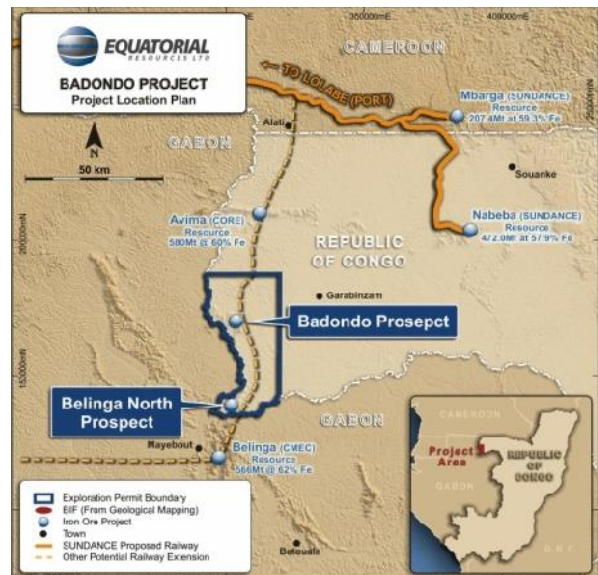 EQUATORIAL
RESOURCES LTD
BADONDO PROJECT
Project Location Plan
N
50 km
350000mE
400000mE
CAMEROON
TO LOLABE (PORT)
Mbarga (SUNDANCE)
Resource
207.4Mt at 59.3% Fe
Alati
GABON
Souanke
Avima (CORE)
Resource
580Mt @ 60% Fe
200000mN
Nabeba (SUNDANCE)
Resource
472.0Mt at 57.9% Fe
REPUBLIC
OF CONGO
Garabinzam
Badondo Prosepct
150000mN
Belinga North
Prospect
GABON
Mayebout
Belinga (CMEC)
Resource
566Mt @ 62% Fe
Exploration Permit Boundary
BIF (From Geological Mapping)
Iron Ore Project
Town
SUNDANCE Proposed Railway
Other Potential Railway Exension
CAMEROON
Project
Area
REPUBLIC
OF
CONGO
GABON
D.R.C.